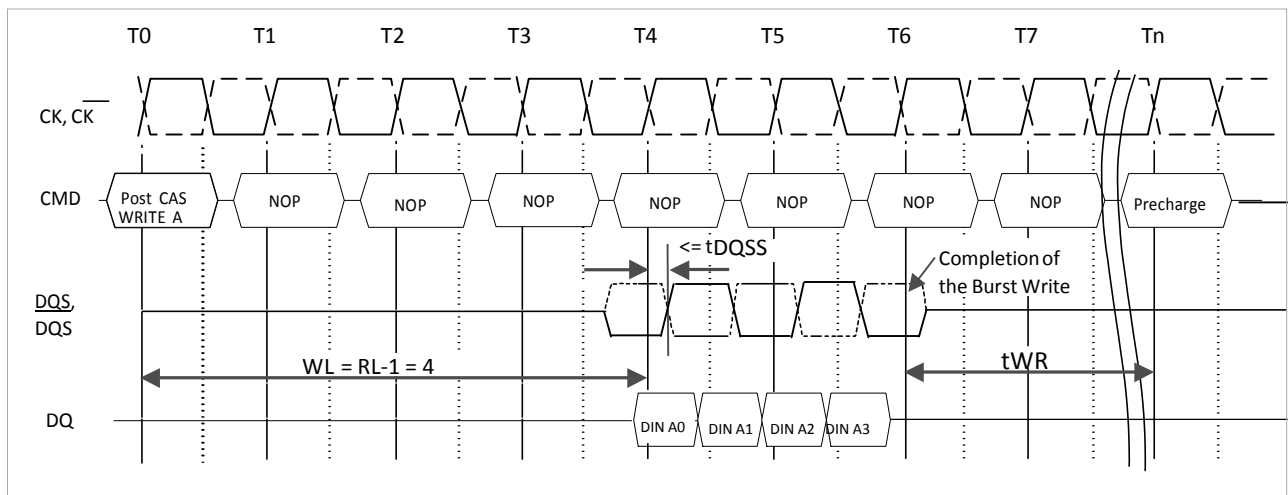 T0 T1 T2 T3 T4 T5 T6 T7 Tn
CK, CK
CMD
Post CAS
WRITE A
NOP NOP NOP NOP NOP NOP NOP Precharge
<= tDQSS
Completion of
the Burst Write
DQS,
DQS
WL = RL-1 = 4
tWR
DQ
DIN A0 DIN A1 DIN A2 DIN A3